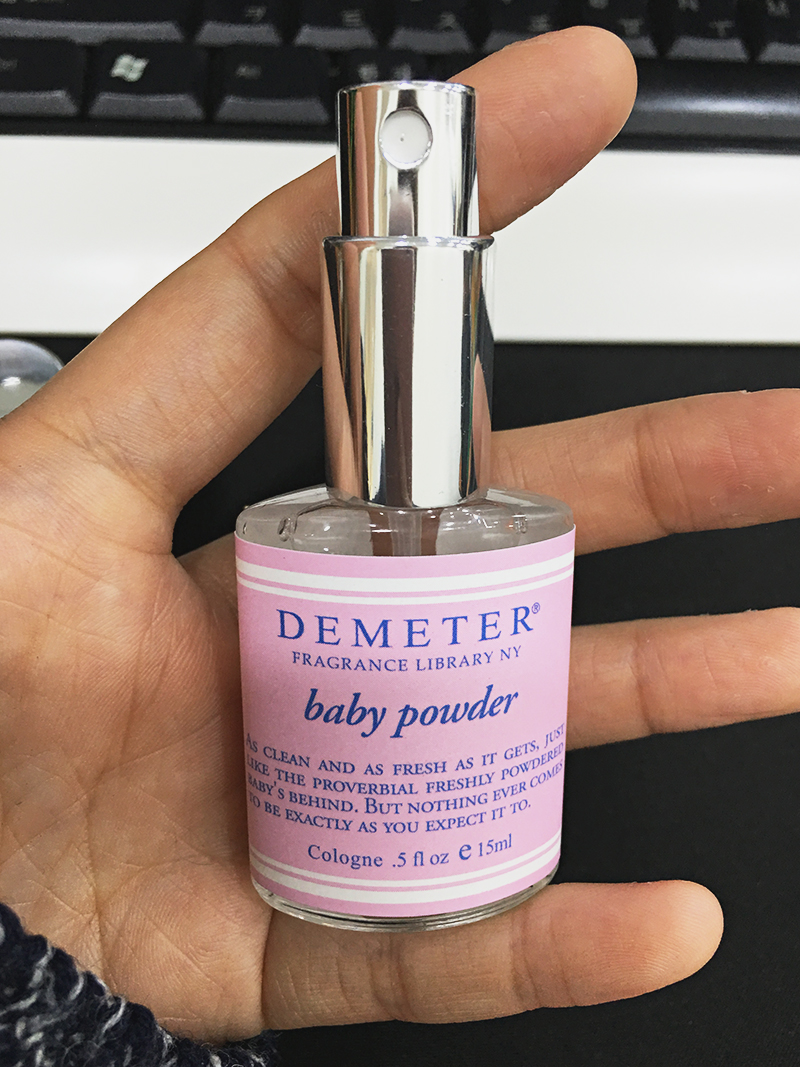 DEMETER®
FRAGRANCE LIBRARY NY
baby powder
AS CLEAN AND AS FRESH AS IT GETS, JUST
LIKE THE PROVERBIAL FRESHLY POWDERED
BABY'S BEHIND. BUT NOTHING EVER COMES
TO BE EXACTLY AS YOU EXPECT IT TO.
Cologne .5 fl oz ℮ 15ml